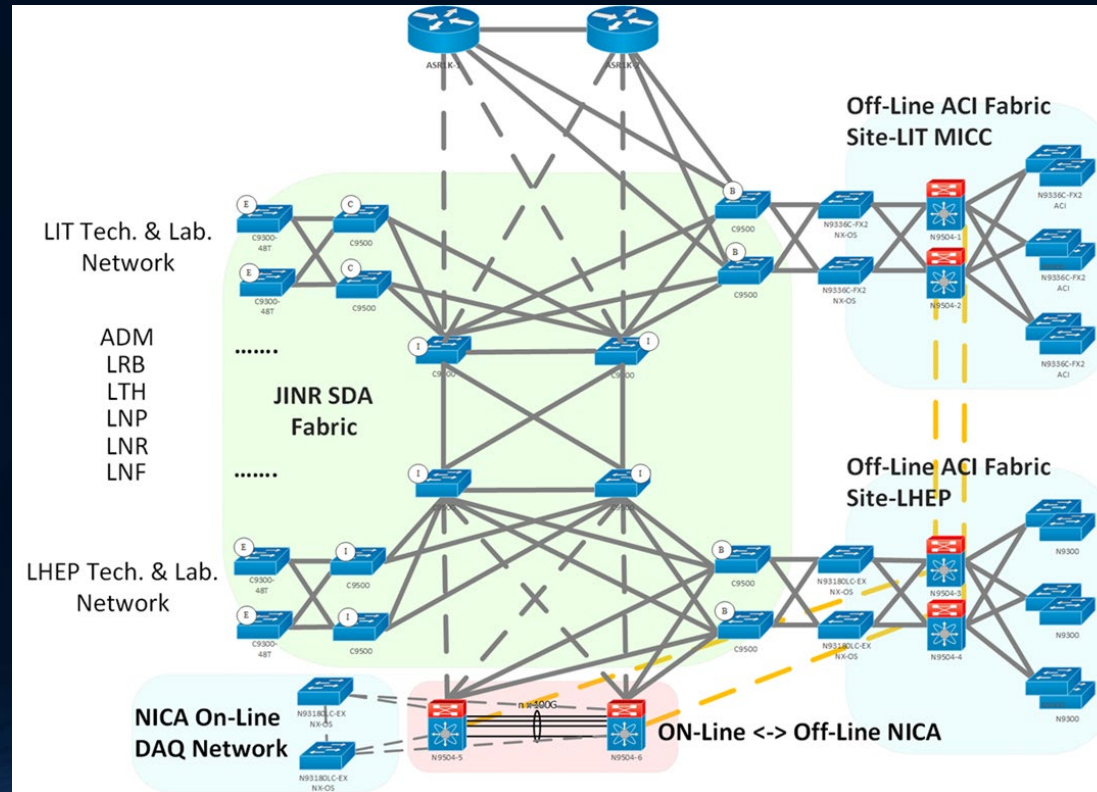 ASR1K-1
ASR1K-2
Off-Line ACI Fabric
Site-LIT MICC
LIT Tech. & Lab.
Network
E
C9300-
48T
C
C9500
E
C9300-
48T
C
C9500
B
C9500
B
C9500
N9336C-FX2
NX-OS
N9336C-FX2
NX-OS
N9504-1
N9504-2
N9336C-FX2
ACI
N9336C-FX2
ACI
N9336C-FX2
ACI
ADM
LRB
LTH
LNP
LNR
LNF
.......
.......
JINR SDA
Fabric
I
C9500
I
C9500
I
I
Off-Line ACI Fabric
Site-LHEP
LHEP Tech. & Lab.
Network
E
C9300-
48T
I
C9500
E
C9300-
48T
I
C9500
B
C9500
B
C9500
N93180LC-EX
NX-OS
N93180LC-EX
NX-OS
N9504-3
N9504-4
N9300
N9300
N9300
NICA On-Line
DAQ Network
N93180LC-EX
NX-OS
N93180LC-EX
NX-OS
n x 100G
N9504-5
N9504-6
ON-Line <-> Off-Line NICA